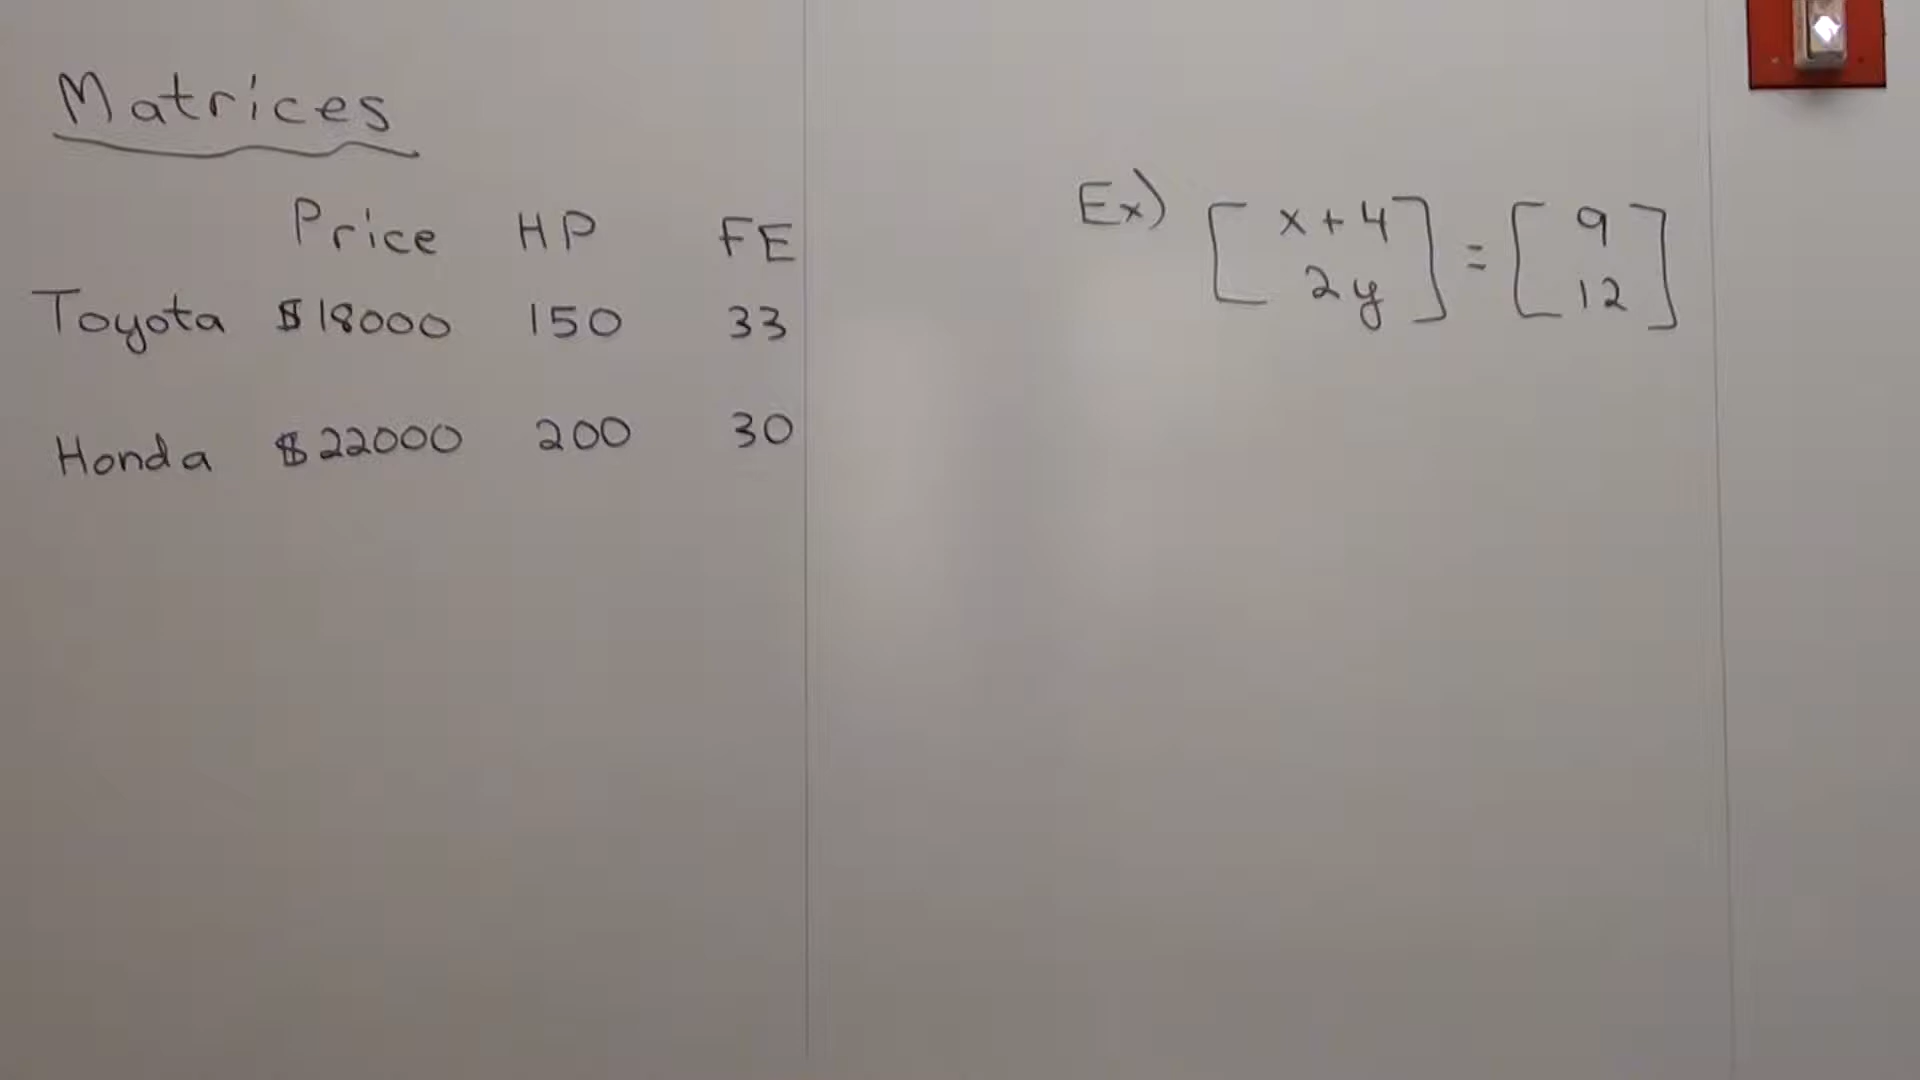 Matrices
Price HP FE
Toyota $18000 150 33
Honda $22000 200 30
Ex) [x+4] = [9]
[2y] [12]